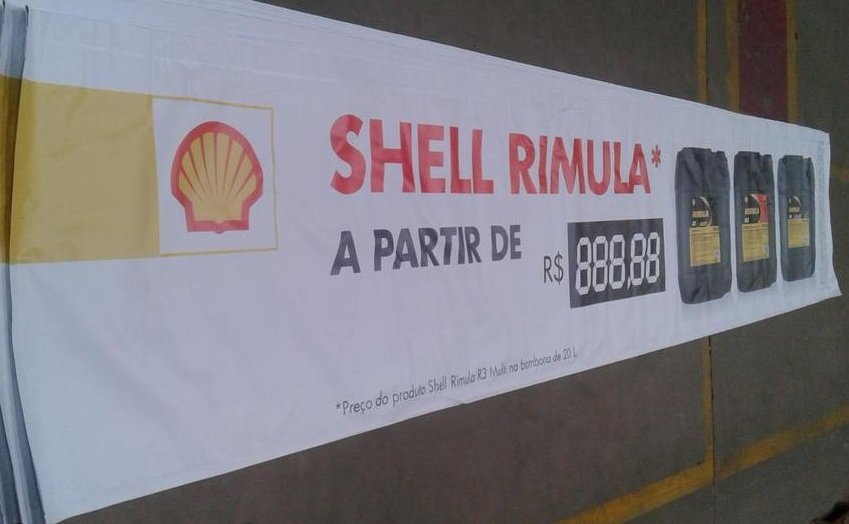 SHELL RIMULA*
A PARTIR DE
R$ 888,88
*Preço do produto Shell Rimula R3 Multi na bombona de 20 L.